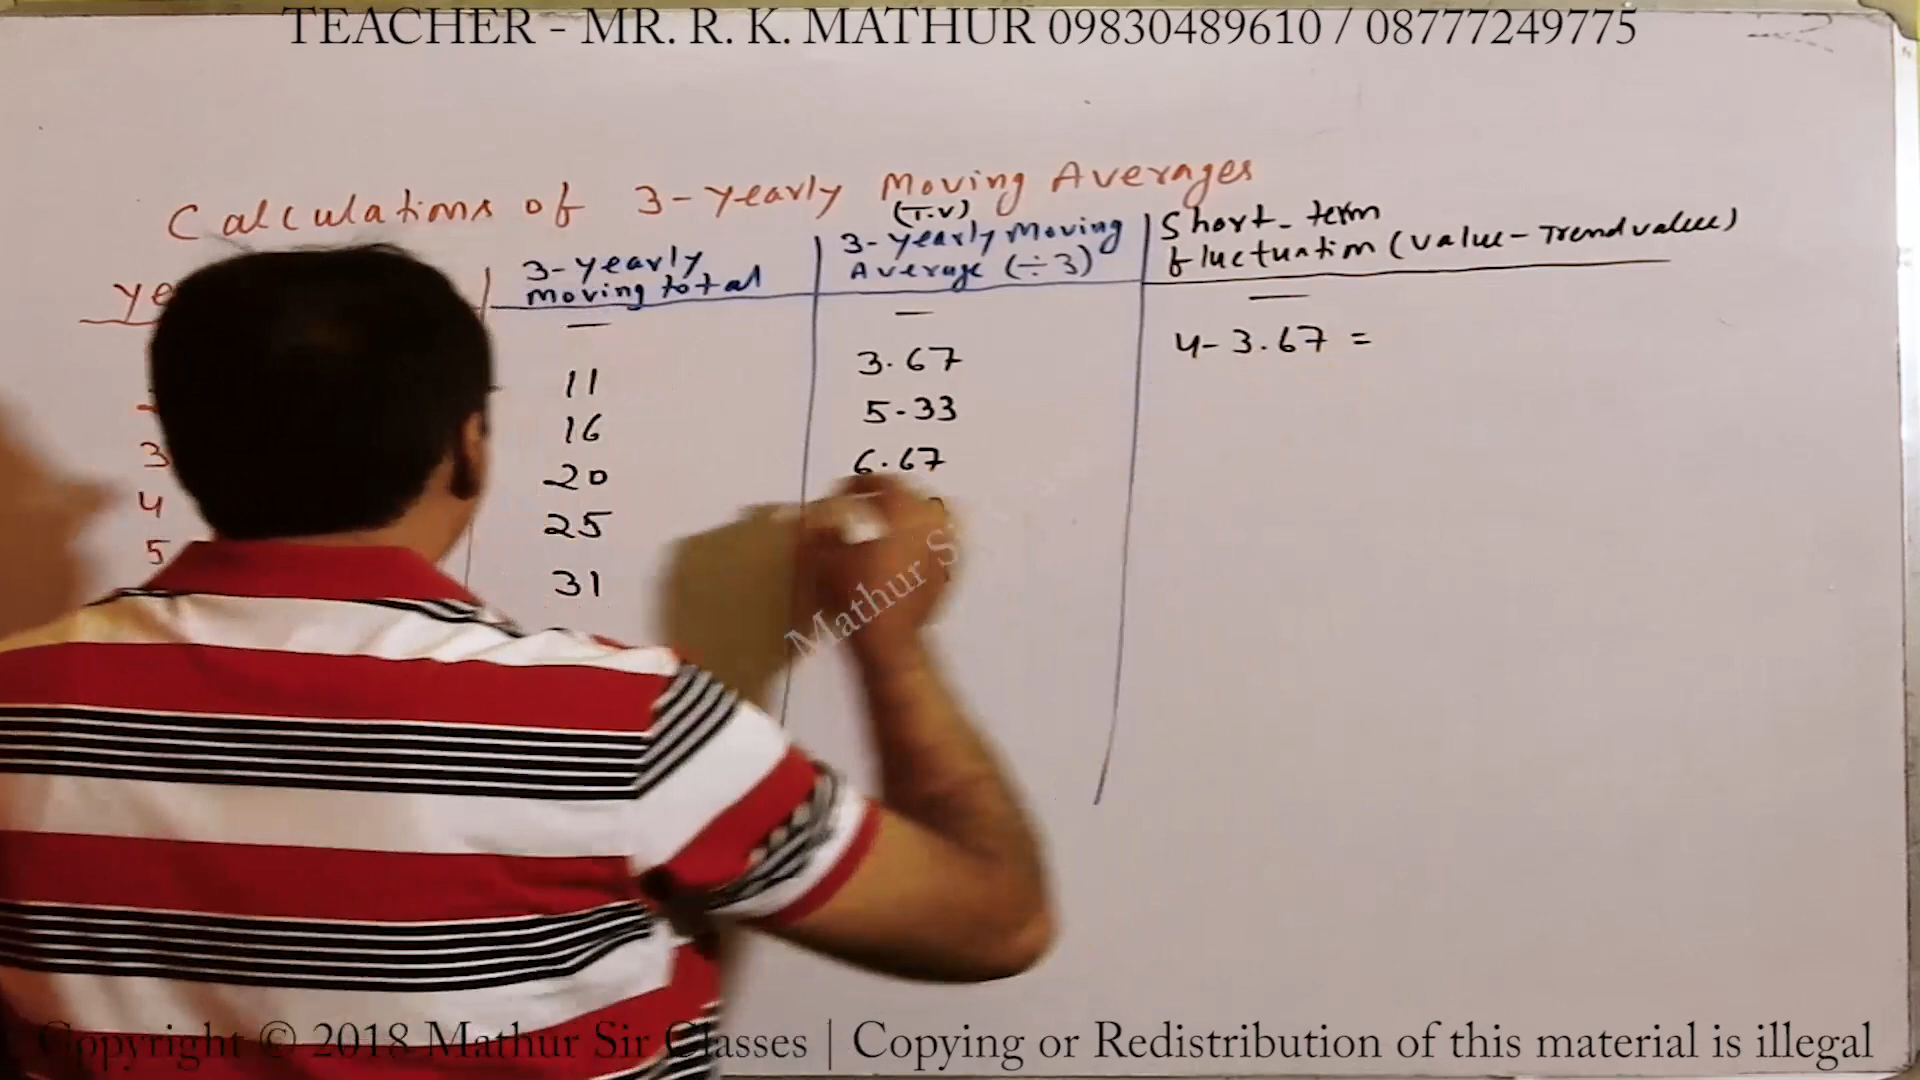 TEACHER - MR. R. K. MATHUR 09830489610 / 08777249775
Calculations of 3-yearly Moving Averages
3-yearly
moving total
(T.V)
3-yearly Moving
Average (÷3)
Short-term
fluctuation (value - Trend value)
— — —
11 3.67 4-3.67 =
16 5.33
3 20 6.67
4 25
5 31
Mathur
Copyright © 2018 Mathur Sir Classes | Copying or Redistribution of this material is illegal